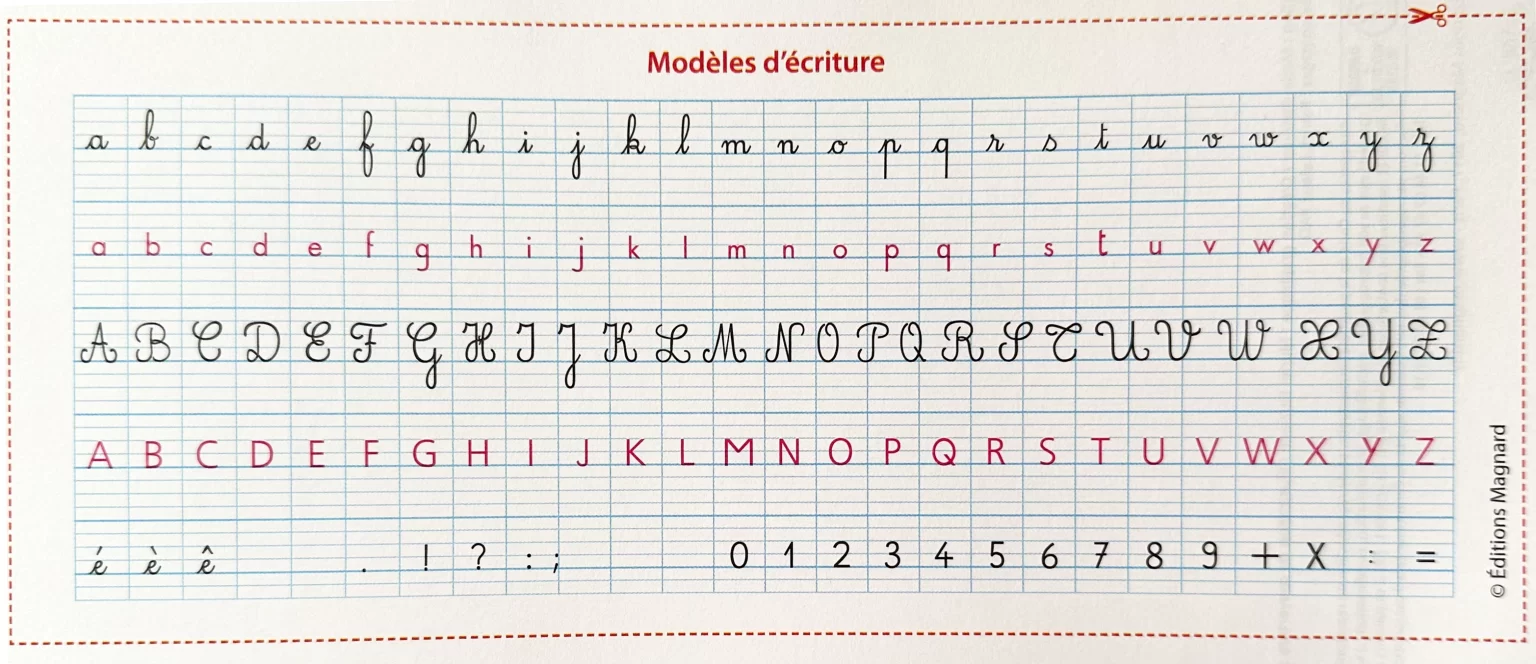 Modèles d'écriture
a b c d e f g h i j k l m n o p q r s t u v w x y z
a b c d e f g h i j k l m n o p q r s t u v w x y z
A B C D E F G H I J K L M N O P Q R S T U V W X Y Z
A B C D E F G H I J K L M N O P Q R S T U V W X Y Z
é è ê . ! ? : ; 0 1 2 3 4 5 6 7 8 9 + X : =
© Éditions Magnard